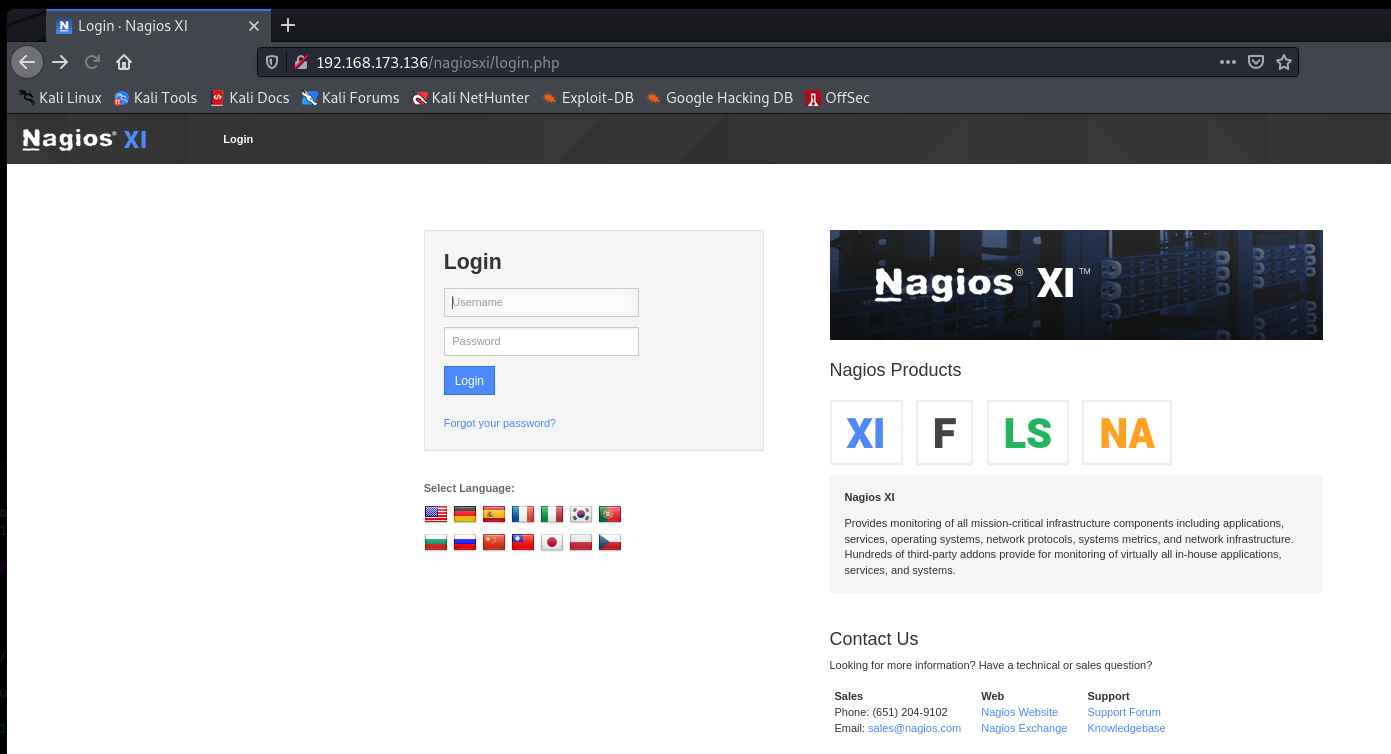 Login · Nagios XI
192.168.173.136/nagiosxi/login.php
Kali Linux Kali Tools Kali Docs Kali Forums Kali NetHunter Exploit-DB Google Hacking DB OffSec
Nagios® XI Login
Login
Username
Password
Login
Forgot your password?
Select Language:
Nagios® XI™
Nagios Products
XI F LS NA
Nagios XI
Provides monitoring of all mission-critical infrastructure components including applications,
services, operating systems, network protocols, systems metrics, and network infrastructure.
Hundreds of third-party addons provide for monitoring of virtually all in-house applications,
services, and systems.
Contact Us
Looking for more information? Have a technical or sales question?
Sales Web Support
Phone: (651) 204-9102 Nagios Website Support Forum
Email: sales@nagios.com Nagios Exchange Knowledgebase